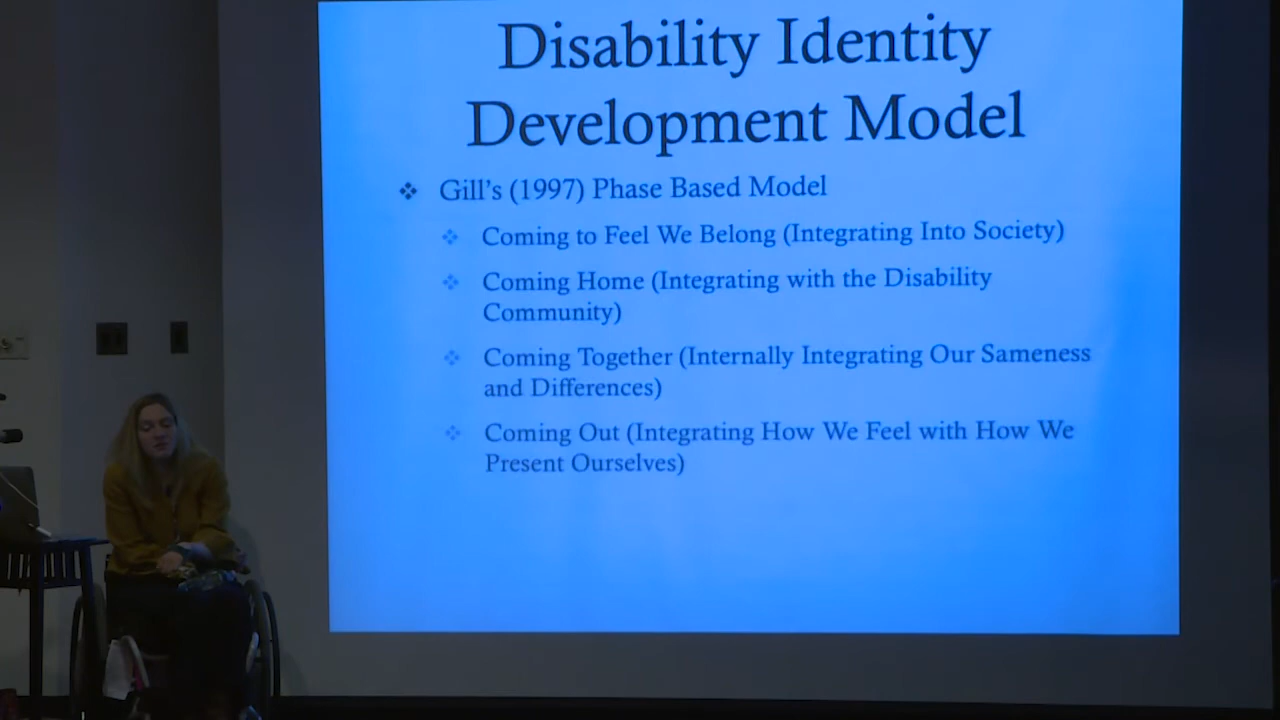 Disability Identity
Development Model
Gill's (1997) Phase Based Model
Coming to Feel We Belong (Integrating Into Society)
Coming Home (Integrating with the Disability
Community)
Coming Together (Internally Integrating Our Sameness
and Differences)
Coming Out (Integrating How We Feel with How We
Present Ourselves)